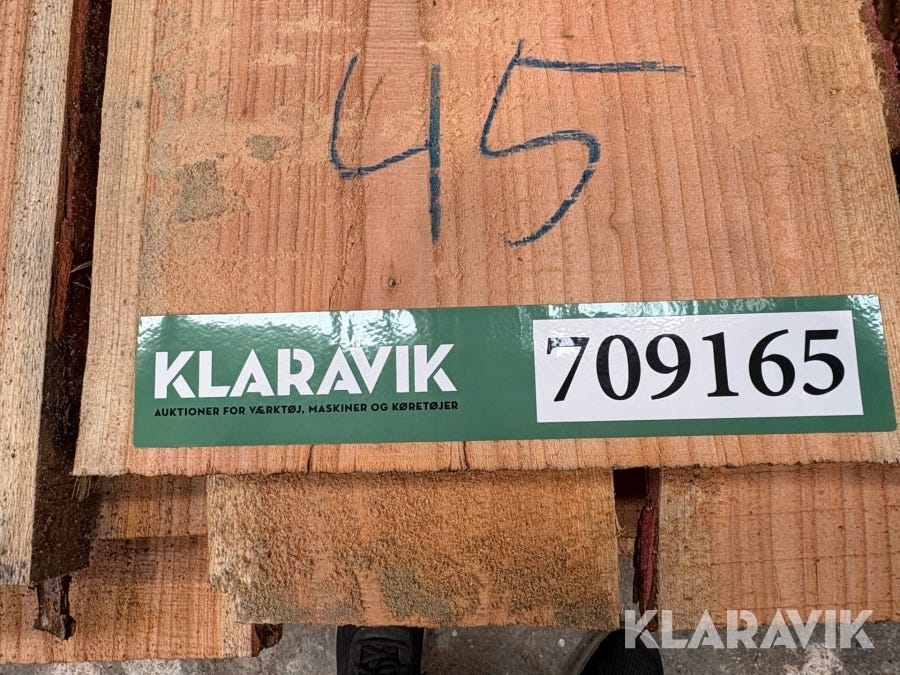 45
KLARAVIK
AUKTIONER FOR VÆRKTØJ, MASKINER OG KØRETØJER
709165
KLARAVIK